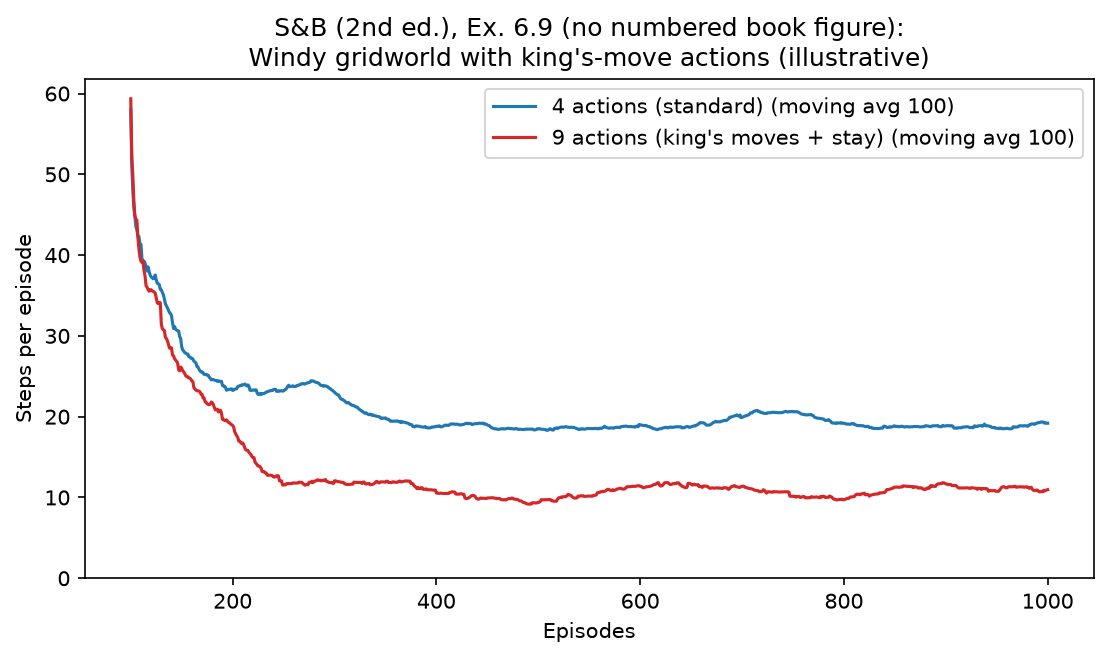 S&B (2nd ed.), Ex. 6.9 (no numbered book figure):
Windy gridworld with king's-move actions (illustrative)
4 actions (standard) (moving avg 100)
9 actions (king's moves + stay) (moving avg 100)
Steps per episode
60
50
40
30
20
10
0
200
400
600
800
1000
Episodes